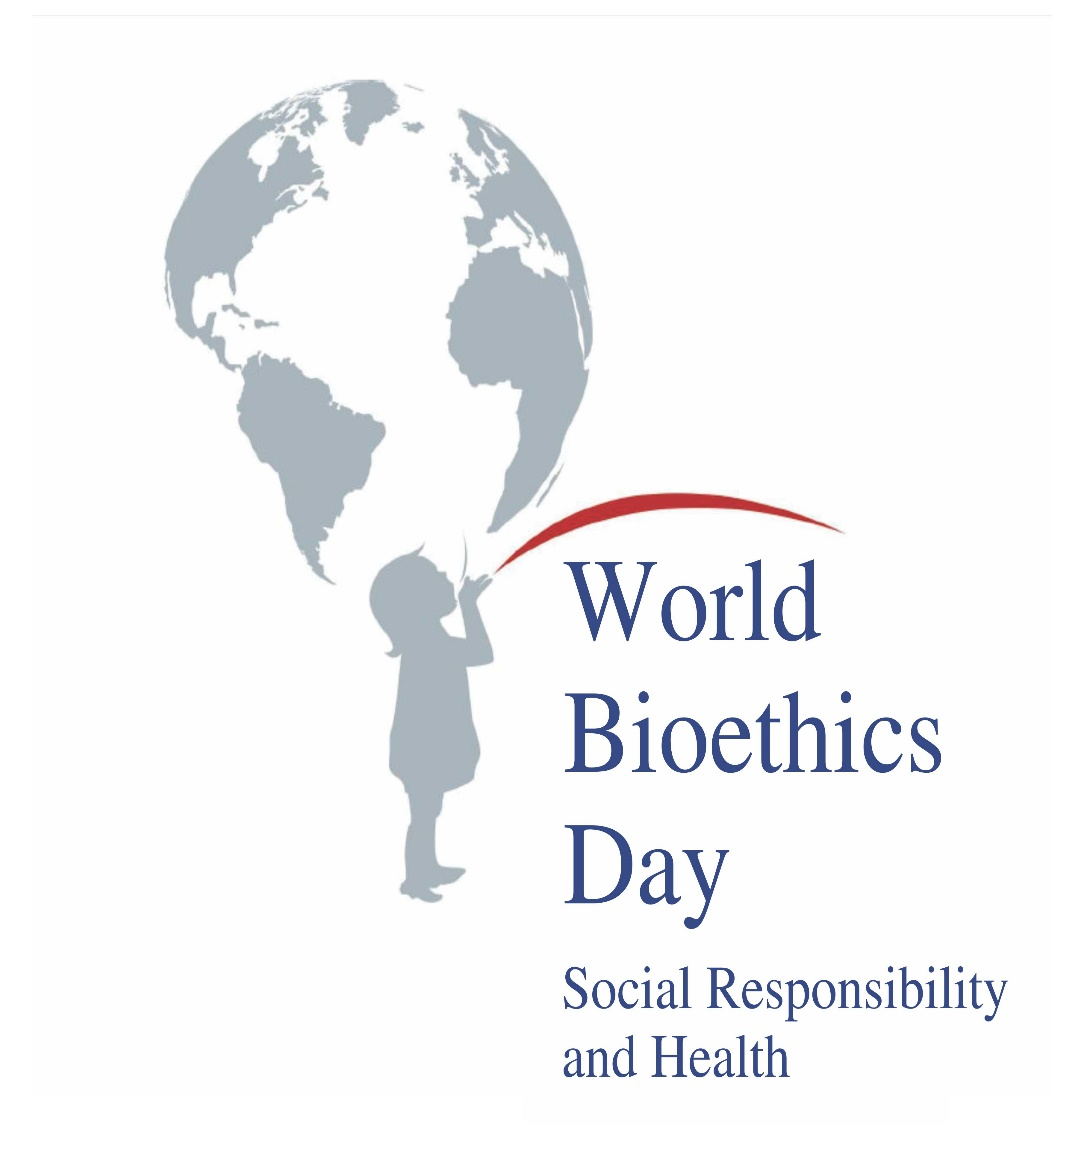 World
Bioethics
Day
Social Responsibility
and Health